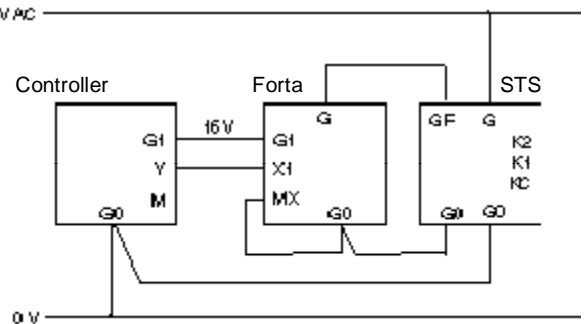 V AC
Controller
Forta
STS
16 V
G
GF
G
G1
G1
K2
Y
X1
K1
M
MX
KC
G0
G0
G0
G0
0 V